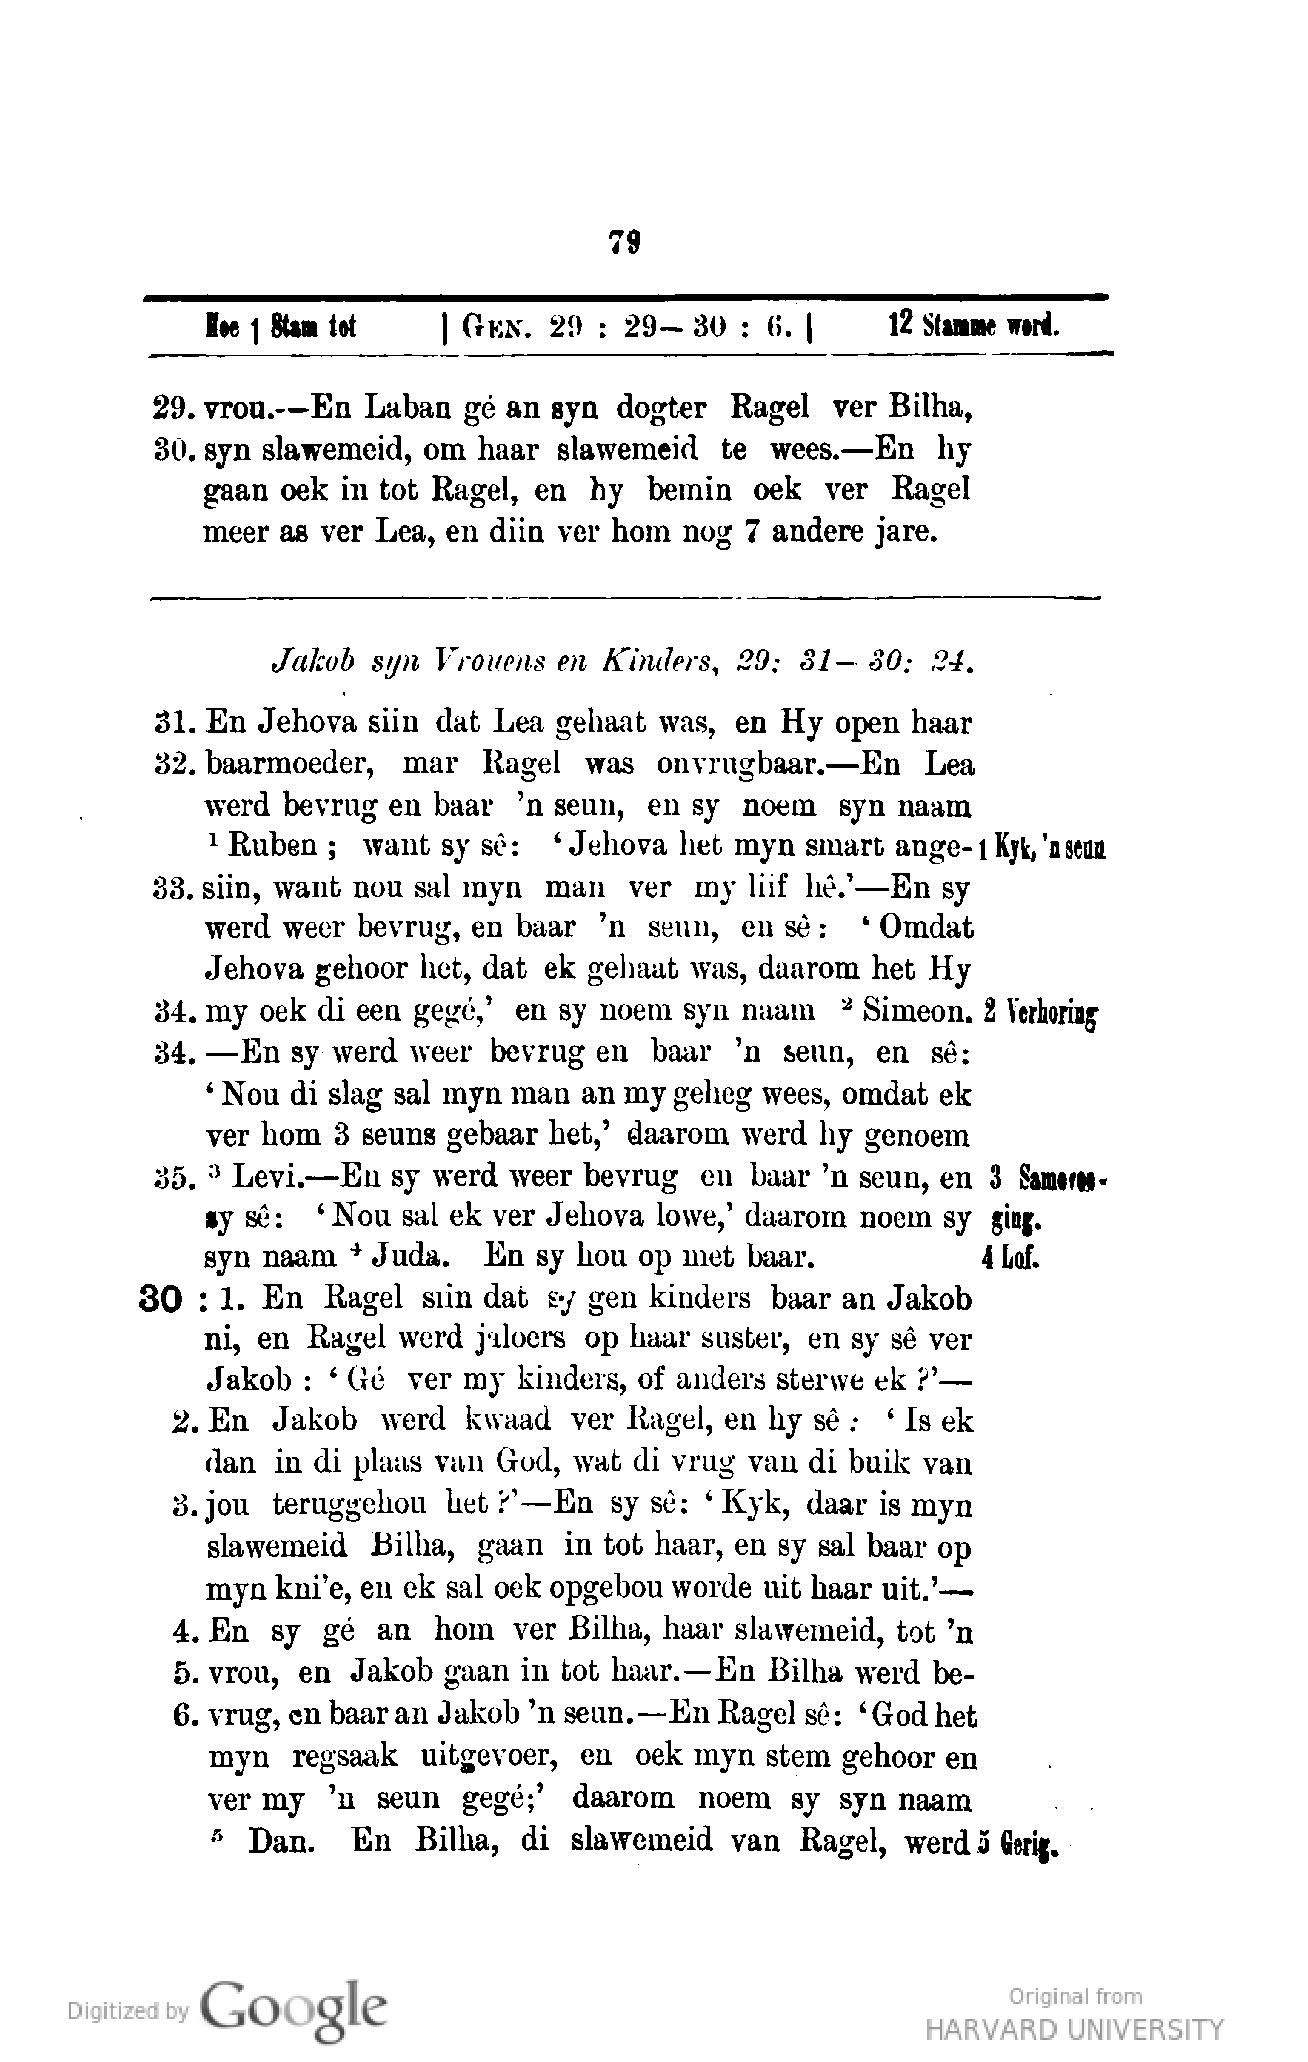 79
Hoe 1 Stam tot | GEN. 29 : 29— 30 : 6. | 12 Stamme werd.
29. vrou.--En Laban gé an syn dogter Ragel ver Bilha,
30. syn slawemeid, om haar slawemeid te wees.—En hy
gaan oek in tot Ragel, en hy bemin oek ver Ragel
meer as ver Lea, en diin ver hom nog 7 andere jare.
Jakob syn Vrouens en Kinders, 29: 31— 30: 24.
31. En Jehova siin dat Lea gehaat was, en Hy open haar
32. baarmoeder, mar Ragel was onvrugbaar.—En Lea
werd bevrug en baar 'n seun, en sy noem syn naam
¹ Ruben ; want sy sê: ‘ Jehova het myn smart ange- 1 Kyk, 'n seun
33. siin, want nou sal myn man ver my liif hê.’—En sy
werd weer bevrug, en baar ’n seun, en sê : ‘ Omdat
Jehova gehoor het, dat ek gehaat was, daarom het Hy
34. my oek di een gegé,’ en sy noem syn naam ² Simeon. 2 Verhoring
34. —En sy werd weer bevrug en baar ’n seun, en sê:
‘ Nou di slag sal myn man an my geheg wees, omdat ek
ver hom 3 seuns gebaar het,’ daarom werd hy genoem
35. ³ Levi.—En sy werd weer bevrug en baar ’n seun, en 3 Samevoe-
sy sê: ‘ Nou sal ek ver Jehova lowe,’ daarom noem sy ging.
syn naam ⁴ Juda. En sy hou op met baar. 4 Lof.
30 : 1. En Ragel siin dat sy gen kinders baar an Jakob
ni, en Ragel werd jaloers op haar suster, en sy sê ver
Jakob : ‘ Gé ver my kinders, of anders sterwe ek ?’—
2. En Jakob werd kwaad ver Ragel, en hy sê : ‘ Is ek
dan in di plaas van God, wat di vrug van di buik van
3. jou teruggehou het ?’—En sy sê: ‘ Kyk, daar is myn
slawemeid Bilha, gaan in tot haar, en sy sal baar op
myn kni’e, en ek sal oek opgebou worde uit haar uit.’—
4. En sy gé an hom ver Bilha, haar slawemeid, tot ’n
5. vrou, en Jakob gaan in tot haar.—En Bilha werd be-
6. vrug, en baar an Jakob ’n seun.—En Ragel sê: ‘God het
myn regsaak uitgevoer, en oek myn stem gehoor en
ver my ’n seun gegé;’ daarom noem sy syn naam
⁵ Dan. En Bilha, di slawemeid van Ragel, werd 5 Gerig.
Digitized by Google
Original from
HARVARD UNIVERSITY